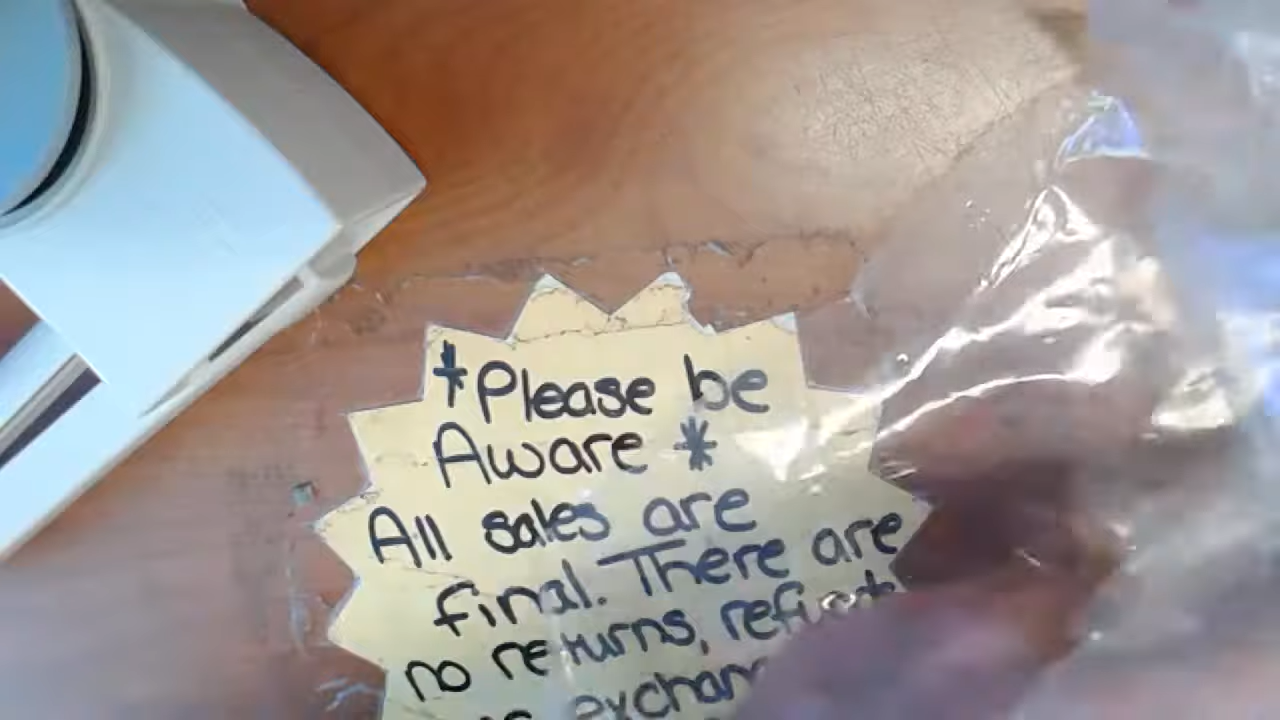 *Please be
Aware *
All sales are
final. There are
no returns,